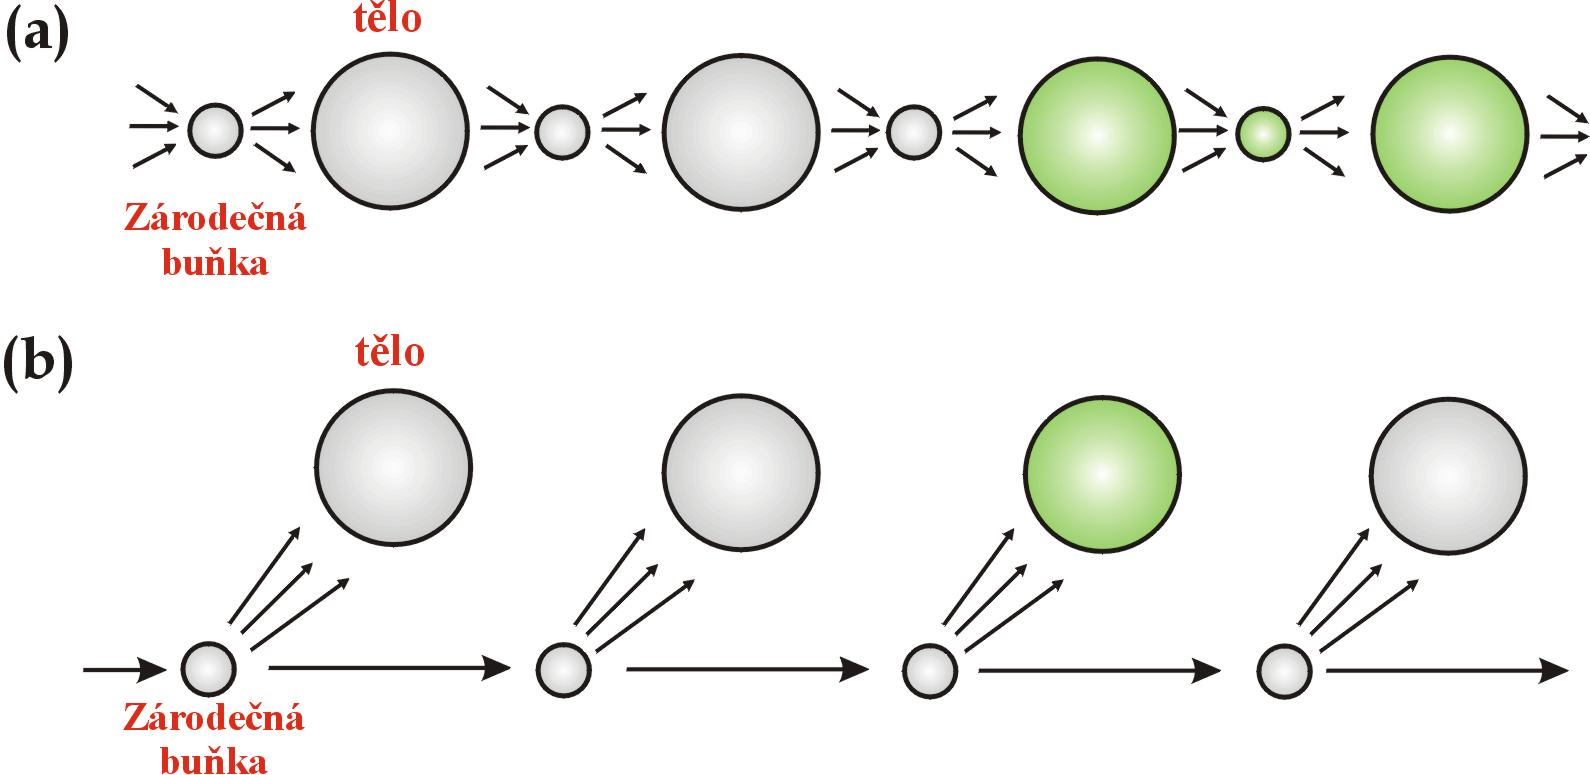 (a)
tělo
Zárodečná
buňka
(b)
tělo
Zárodečná
buňka